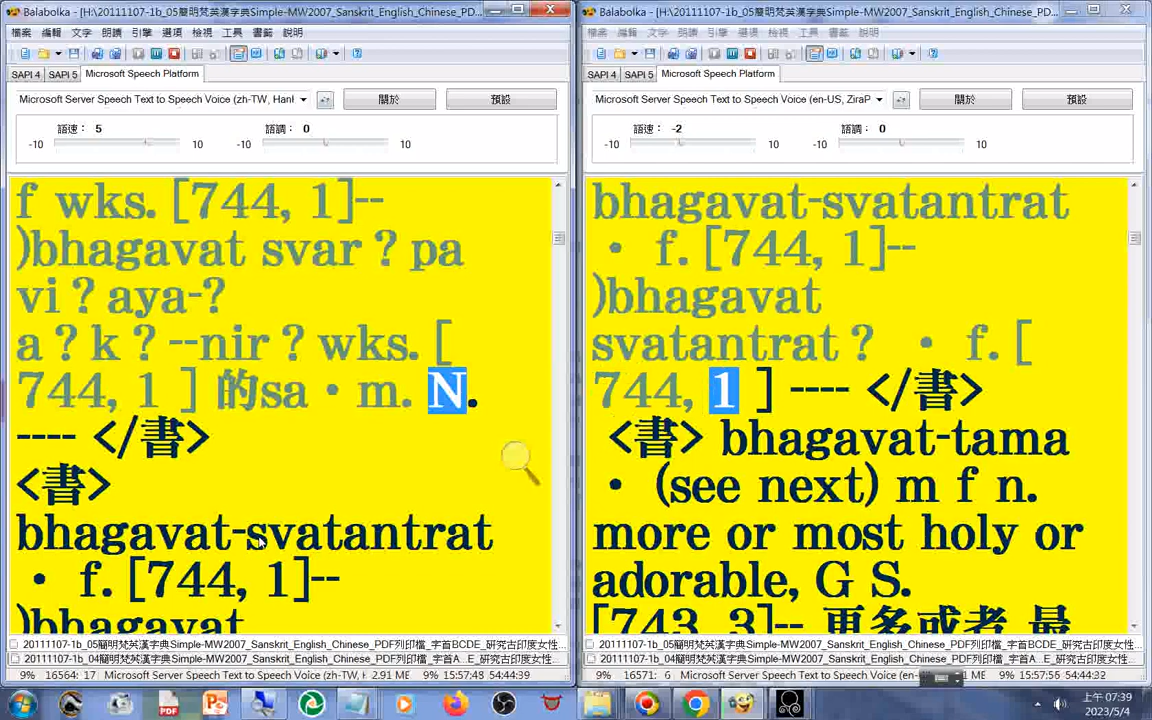 Balabolka - [H:\20111107-1b_05簡明梵英漢字典Simple-MW2007_Sanskrit_English_Chinese_PD...
檔案 編輯 文字 朗讀 引擎 選項 檢視 工具 書籤 說明
SAPI 4 SAPI 5 Microsoft Speech Platform
Microsoft Server Speech Text to Speech Voice (zh-TW, Hanl
關於 預設
語速： 5 語調： 0
-10 10 -10 10
f wks. [744, 1]--
)bhagavat svar ? pa
vi ? aya-?
a ? k ? --nir ? wks. [
744, 1 ] 的sa • m. N.
---- </書>
<書>
bhagavat-svatantrat
• f. [744, 1]--
)bhagavat
20111107-1b_05簡明梵英漢字典Simple-MW2007_Sanskrit_English_Chinese_PDF列印檔_字首BCDE_研究古印度女性...
20111107-1b_04簡明梵英漢字典Simple-MW2007_Sanskrit_English_Chinese_PDF列印檔_字首A...E_研究古印度女性...
9% 16564: 17 Microsoft Server Speech Text to Speech Voice (zh-TW, H 2.91 ME 9% 15:57:48 54:44:39
Balabolka - [H:\20111107-1b_05簡明梵英漢字典Simple-MW2007_Sanskrit_English_Chinese_PD...
檔案 編輯 文字 朗讀 引擎 選項 檢視 工具 書籤 說明
SAPI 4 SAPI 5 Microsoft Speech Platform
Microsoft Server Speech Text to Speech Voice (en-US, ZiraP
關於 預設
語速： -2 語調： 0
-10 10 -10 10
bhagavat-svatantrat
• f. [744, 1]--
)bhagavat
svatantrat ? • f. [
744, 1 ] ---- </書>
<書> bhagavat-tama
• (see next) m f n.
more or most holy or
adorable, G S.
[743, 3]-- 更多或者 最
20111107-1b_05簡明梵英漢字典Simple-MW2007_Sanskrit_English_Chinese_PDF列印檔_字首BCDE_研究古印度女性...
20111107-1b_04簡明梵英漢字典Simple-MW2007_Sanskrit_English_Chinese_PDF列印檔_字首A...E_研究古印度女性...
9% 16571: 6 Microsoft Server Speech Text to Speech Voice (en-US, Z ME 9% 15:57:55 54:44:32
上午 07:39
2023/5/4